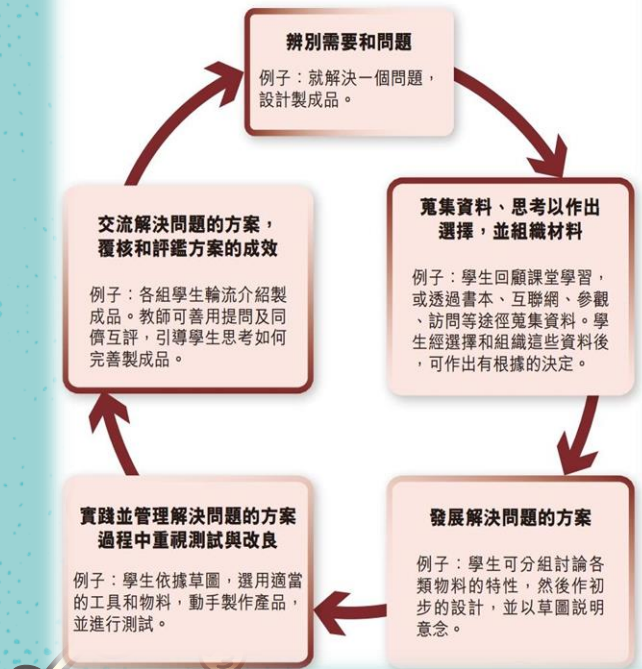 辨別需要和問題
例子：就解決一個問題，
設計製成品。
蒐集資料、思考以作出
選擇，並組織材料
例子：學生回顧課堂學習，
或透過書本、互聯網、參觀
、訪問等途徑蒐集資料。學
生經選擇和組織這些資料後
，可作出有根據的決定。
發展解決問題的方案
例子：學生可分組討論各
類物料的特性，然後作初
步的設計，並以草圖説明
意念。
實踐並管理解決問題的方案
過程中重視測試與改良
例子：學生依據草圖，選用適當
的工具和物料，動手製作產品，
並進行測試。
交流解決問題的方案，
覆核和評鑑方案的成效
例子：各組學生輪流介紹製
成品。教師可善用提問及同
儕互評，引導學生思考如何
完善製成品。